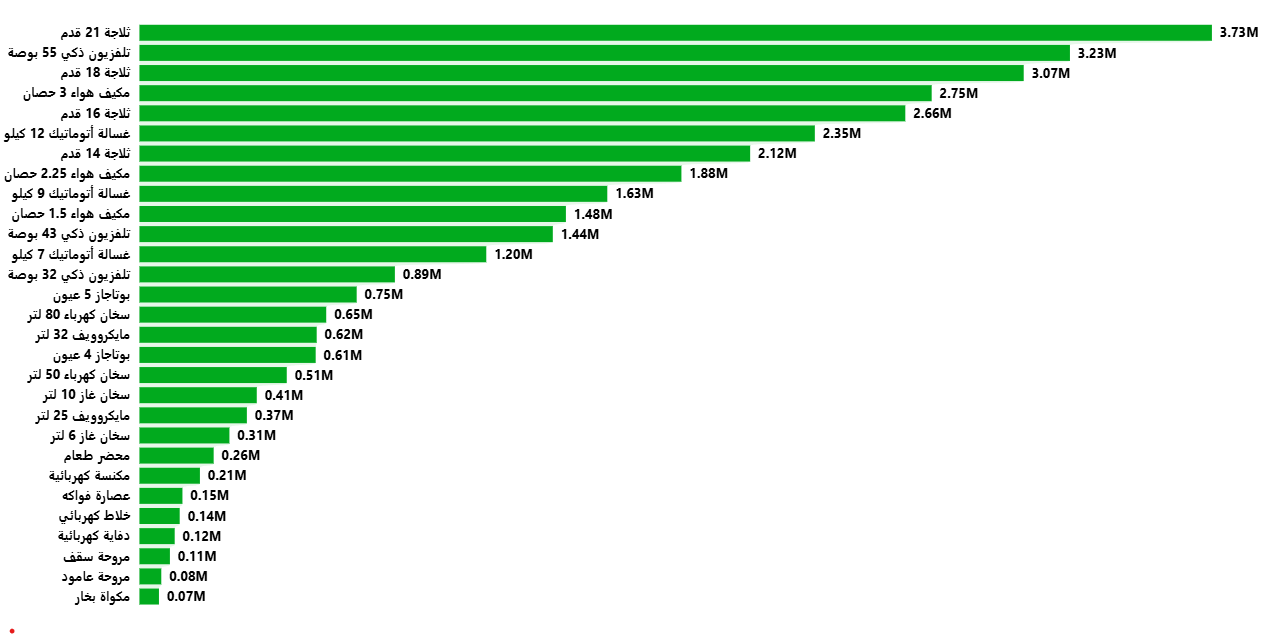 ثلاجة 21 قدم 3.73M
تلفزيون ذكي 55 بوصة 3.23M
ثلاجة 18 قدم 3.07M
مكيف هواء 3 حصان 2.75M
ثلاجة 16 قدم 2.66M
غسالة أتوماتيك 12 كيلو 2.35M
ثلاجة 14 قدم 2.12M
مكيف هواء 2.25 حصان 1.88M
غسالة أتوماتيك 9 كيلو 1.63M
مكيف هواء 1.5 حصان 1.48M
تلفزيون ذكي 43 بوصة 1.44M
غسالة أتوماتيك 7 كيلو 1.20M
تلفزيون ذكي 32 بوصة 0.89M
بوتاجاز 5 عيون 0.75M
سخان كهرباء 80 لتر 0.65M
مايكروويف 32 لتر 0.62M
بوتاجاز 4 عيون 0.61M
سخان كهرباء 50 لتر 0.51M
سخان غاز 10 لتر 0.41M
مايكروويف 25 لتر 0.37M
سخان غاز 6 لتر 0.31M
محضر طعام 0.26M
مكنسة كهربائية 0.21M
عصارة فواكه 0.15M
خلاط كهربائي 0.14M
دفاية كهربائية 0.12M
مروحة سقف 0.11M
مروحة عامود 0.08M
مكواة بخار 0.07M